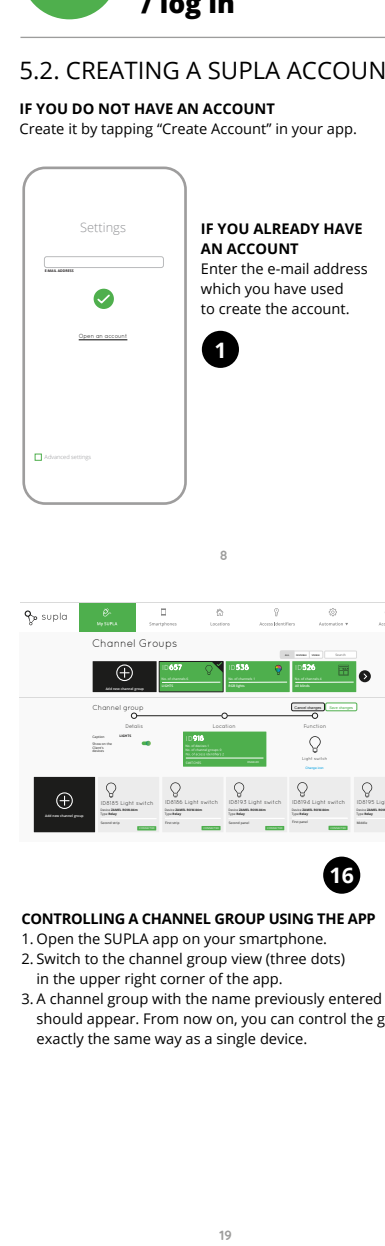 / log in
5.2. CREATING A SUPLA ACCOUN
IF YOU DO NOT HAVE AN ACCOUNT
Create it by tapping “Create Account” in your app.
Settings
E-MAIL ADDRESS
Open an account
Advanced settings
IF YOU ALREADY HAVE
AN ACCOUNT
Enter the e-mail address
which you have used
to create the account.
1
8
supla
My SUPLA
Smartphones
Locations
Access Identifiers
Automation
Channel Groups
Search
Add new channel group
ID657
LIGHTS
ID536
ID526
Channel group
Cancel changes
Save changes
Details
Location
Function
Caption
LIGHTS
ID918
Light switch
Change icon
Add new channel group
ID8185 Light switch
ID8186 Light switch
ID8193 Light switch
ID8194 Light switch
ID8195 Lig
16
CONTROLLING A CHANNEL GROUP USING THE APP
1. Open the SUPLA app on your smartphone.
2. Switch to the channel group view (three dots)
in the upper right corner of the app.
3. A channel group with the name previously entered
should appear. From now on, you can control the g
exactly the same way as a single device.
19